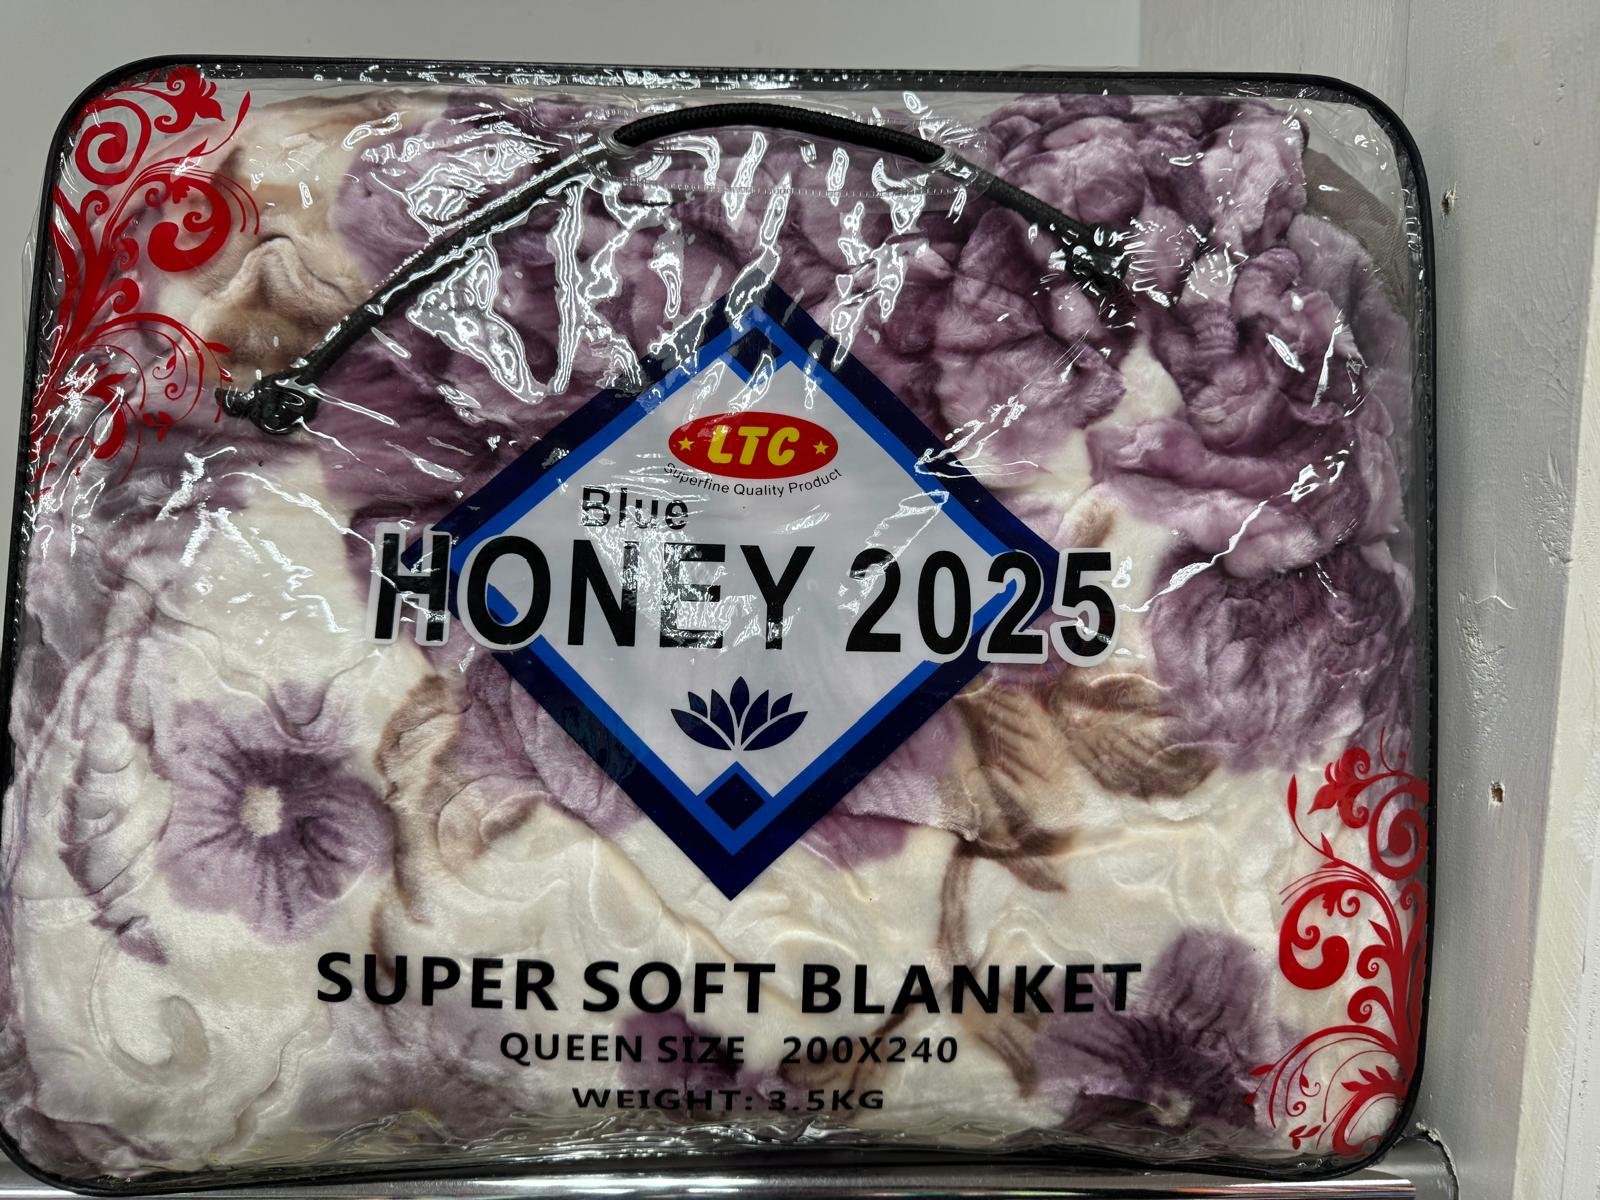 LTC
Superfine Quality Product
Blue
HONEY 2025
SUPER SOFT BLANKET
QUEEN SIZE 200X240
WEIGHT: 3.5KG